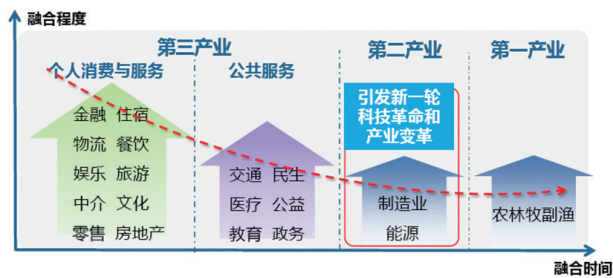 融合程度
第三产业
第二产业
第一产业
个人消费与服务
公共服务
金融 住宿
物流 餐饮
娱乐 旅游
中介 文化
零售 房地产
交通 民生
医疗 公益
教育 政务
引发新一轮
科技革命和
产业变革
制造业
能源
农林牧副渔
融合时间